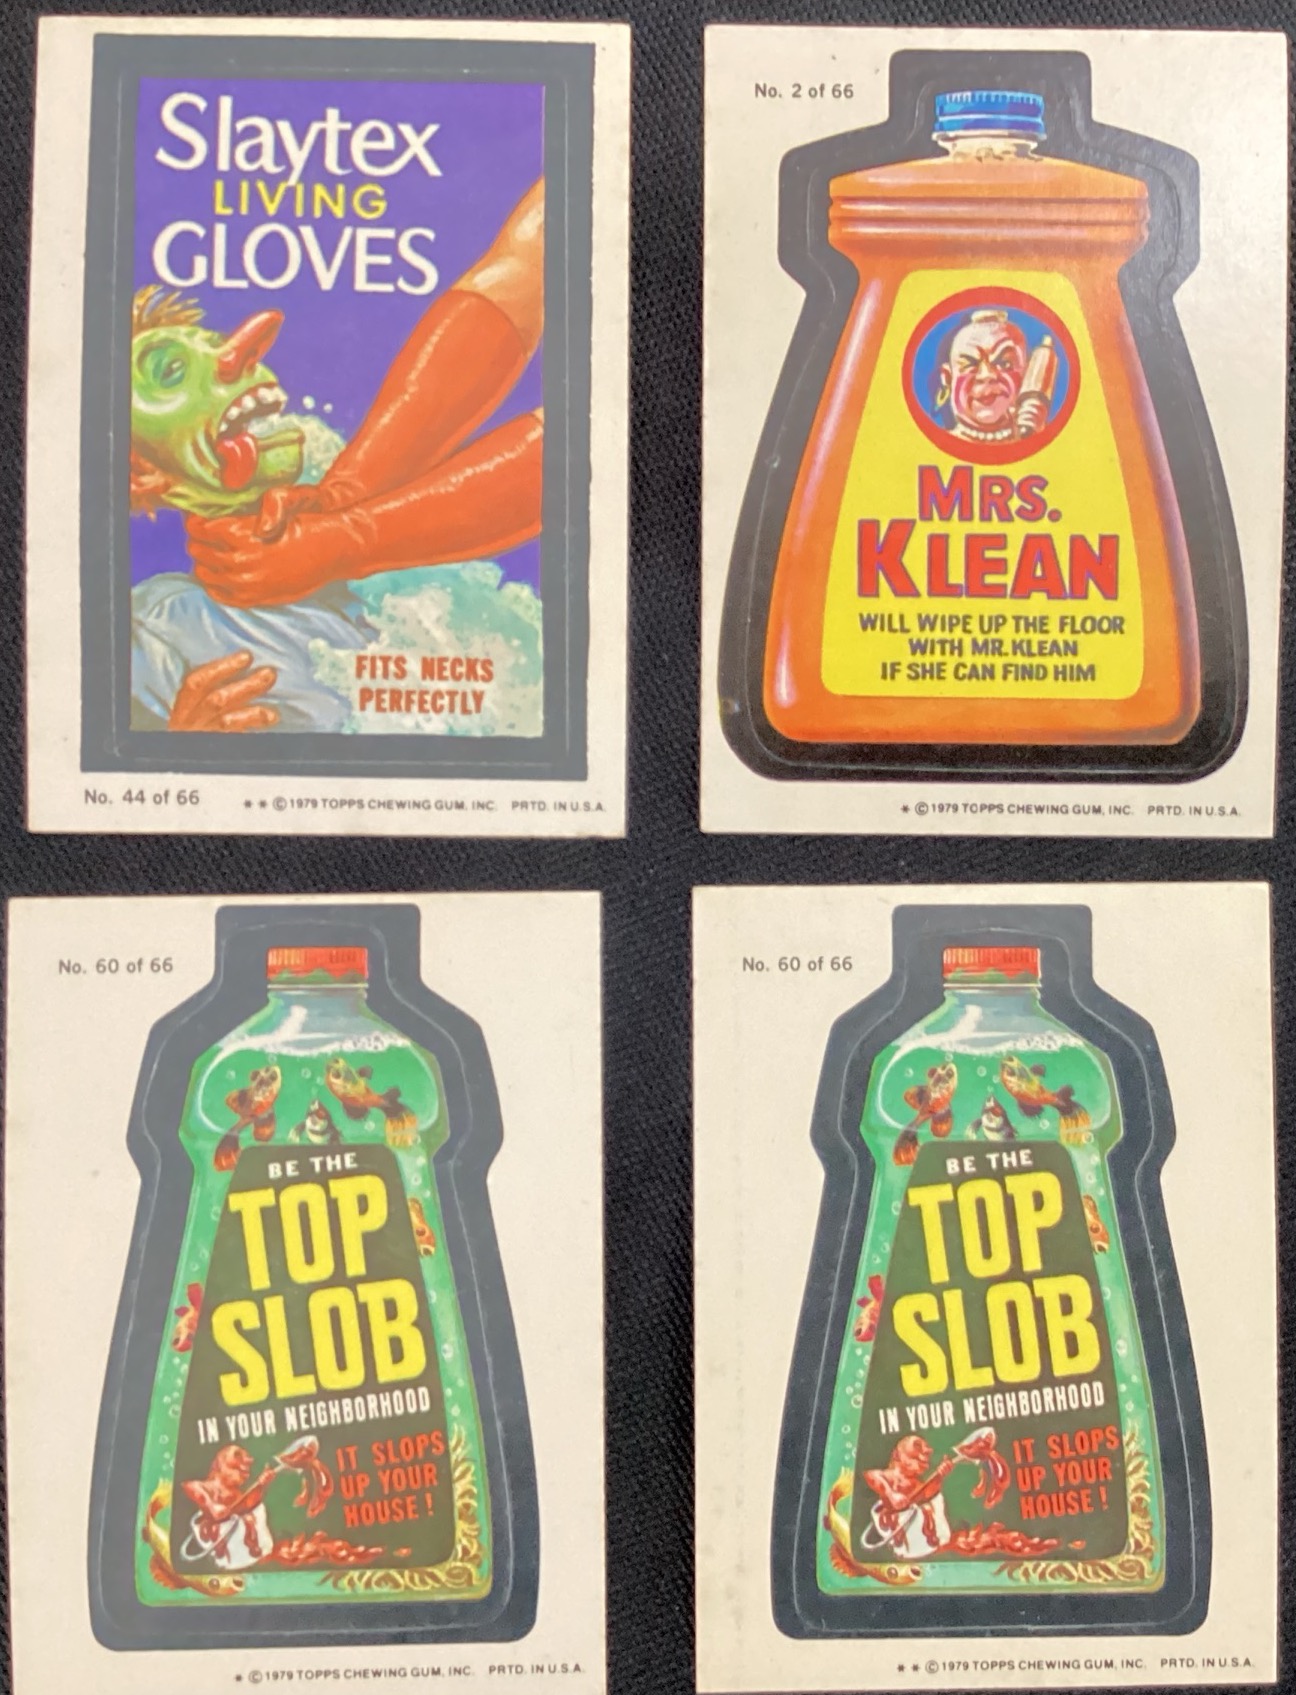 Slaytex
LIVING
GLOVES
FITS NECKS
PERFECTLY
No. 44 of 66
* * ©1979 TOPPS CHEWING GUM, INC. PRTD. IN U.S.A.
No. 2 of 66
MRS.
KLEAN
WILL WIPE UP THE FLOOR
WITH MR. KLEAN
IF SHE CAN FIND HIM
* ©1979 TOPPS CHEWING GUM, INC. PRTD. IN U.S.A.
No. 60 of 66
BE THE
TOP
SLOB
IN YOUR NEIGHBORHOOD
IT SLOPS
UP YOUR
HOUSE!
* ©1979 TOPPS CHEWING GUM, INC. PRTD. IN U.S.A.
No. 60 of 66
BE THE
TOP
SLOB
IN YOUR NEIGHBORHOOD
IT SLOPS
UP YOUR
HOUSE!
* * ©1979 TOPPS CHEWING GUM, INC. PRTD. IN U.S.A.